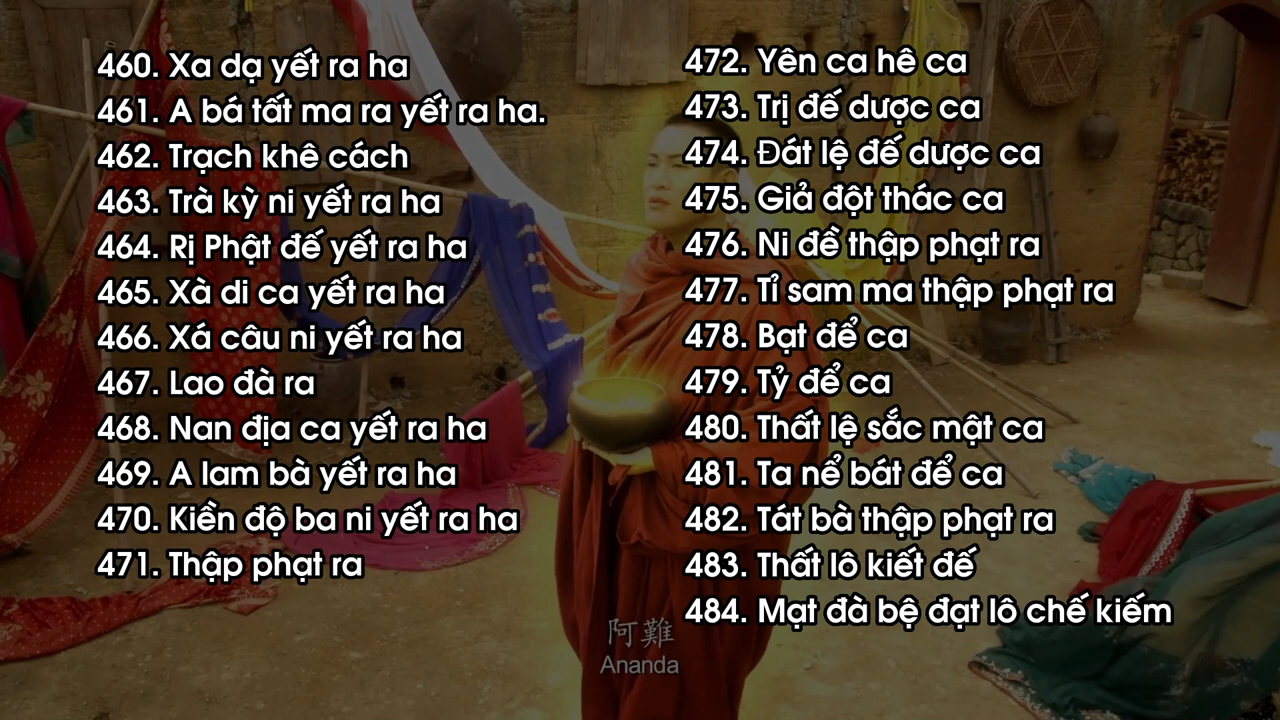 460. Xa dạ yết ra ha
461. A bá tất ma ra yết ra ha.
462. Trạch khê cách
463. Trà kỳ ni yết ra ha
464. Rị Phật đế yết ra ha
465. Xà di ca yết ra ha
466. Xá câu ni yết ra ha
467. Lao đà ra
468. Nan địa ca yết ra ha
469. A lam bà yết ra ha
470. Kiền độ ba ni yết ra ha
471. Thập phạt ra
472. Yên ca hê ca
473. Trị đế dược ca
474. Đát lệ đế dược ca
475. Giả đột thác ca
476. Ni đề thập phạt ra
477. Tỉ sam ma thập phạt ra
478. Bạt để ca
479. Tỷ để ca
480. Thất lệ sắc mật ca
481. Ta nể bát để ca
482. Tát bà thập phạt ra
483. Thất lô kiết đế
484. Mạt đà bệ đạt lô chế kiếm
阿難
Ananda